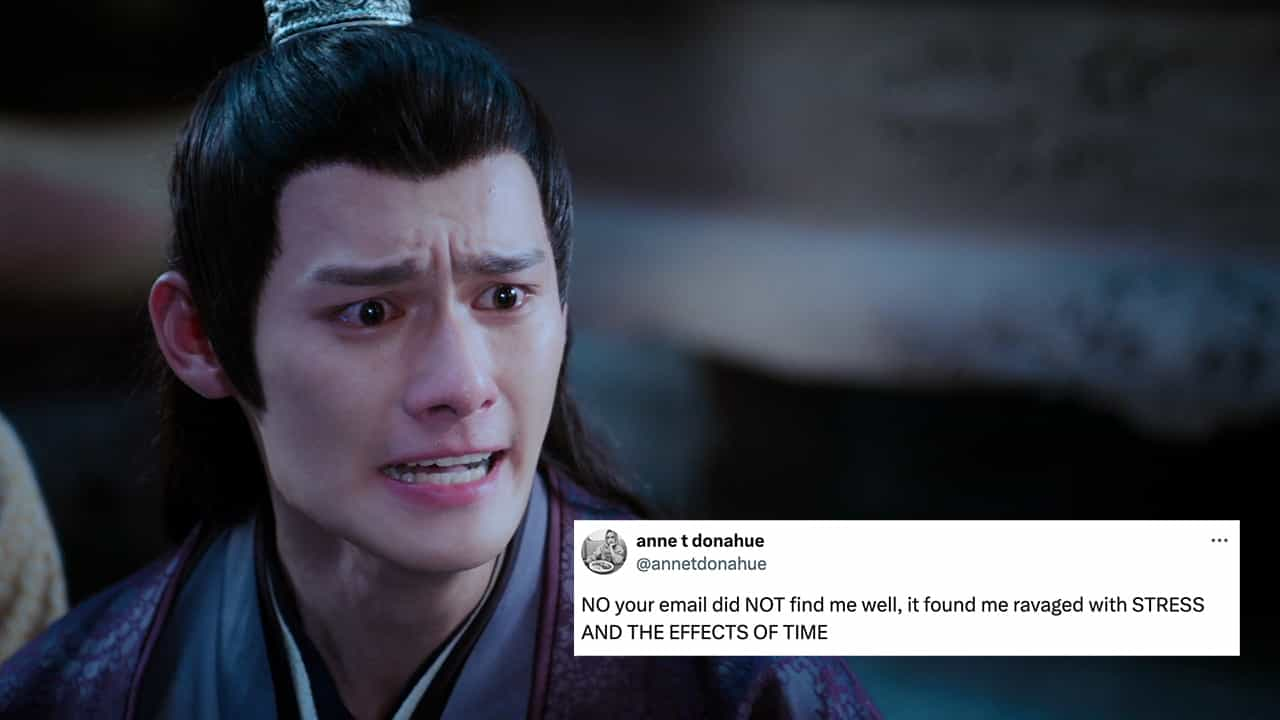 anne t donahue
@annetdonahue
NO your email did NOT find me well, it found me ravaged with STRESS
AND THE EFFECTS OF TIME